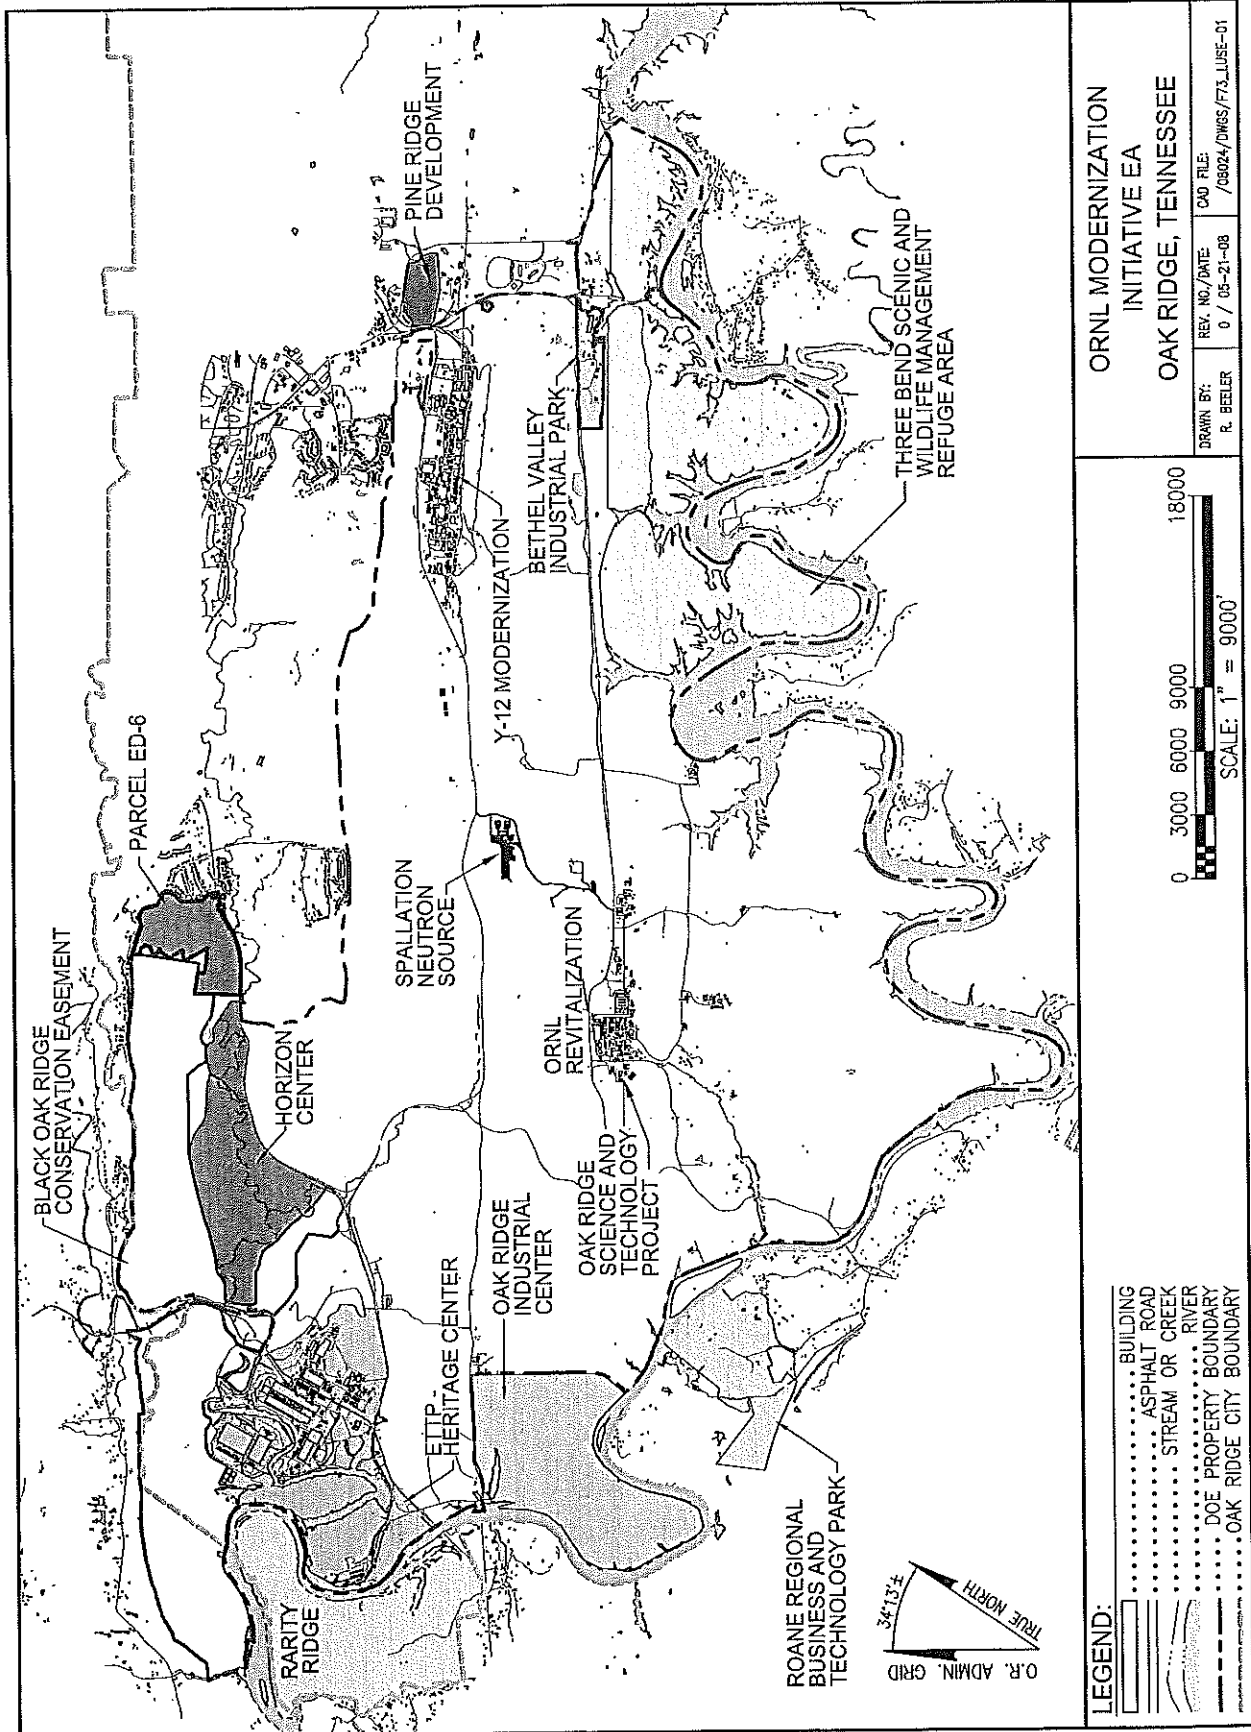 BLACK OAK RIDGE
CONSERVATION EASEMENT
PARCEL ED-6
PINE RIDGE
DEVELOPMENT
HORIZON
CENTER
SPALLATION
NEUTRON
SOURCE
Y-12 MODERNIZATION
BETHEL VALLEY
INDUSTRIAL PARK
RARITY
RIDGE
ETTP-
HERITAGE CENTER
OAK RIDGE
INDUSTRIAL
CENTER
OAK RIDGE
SCIENCE AND
TECHNOLOGY
PROJECT
ORNL
REVITALIZATION
THREE BEND SCENIC AND
WILDLIFE MANAGEMENT
REFUGE AREA
ROANE REGIONAL
BUSINESS AND
TECHNOLOGY PARK
34°13'±
O.R. ADMIN. GRID
TRUE NORTH
LEGEND:
BUILDING
ASPHALT ROAD
STREAM OR CREEK
RIVER
DOE PROPERTY BOUNDARY
OAK RIDGE CITY BOUNDARY
0 3000 6000 9000 18000
SCALE: 1" = 9000'
ORNL MODERNIZATION
INITIATIVE EA
OAK RIDGE, TENNESSEE
DRAWN BY:
R. BEELER
REV. NO./DATE:
0 / 05-21-08
CAD FILE:
/08024/DWGS/F73_LUSE-01